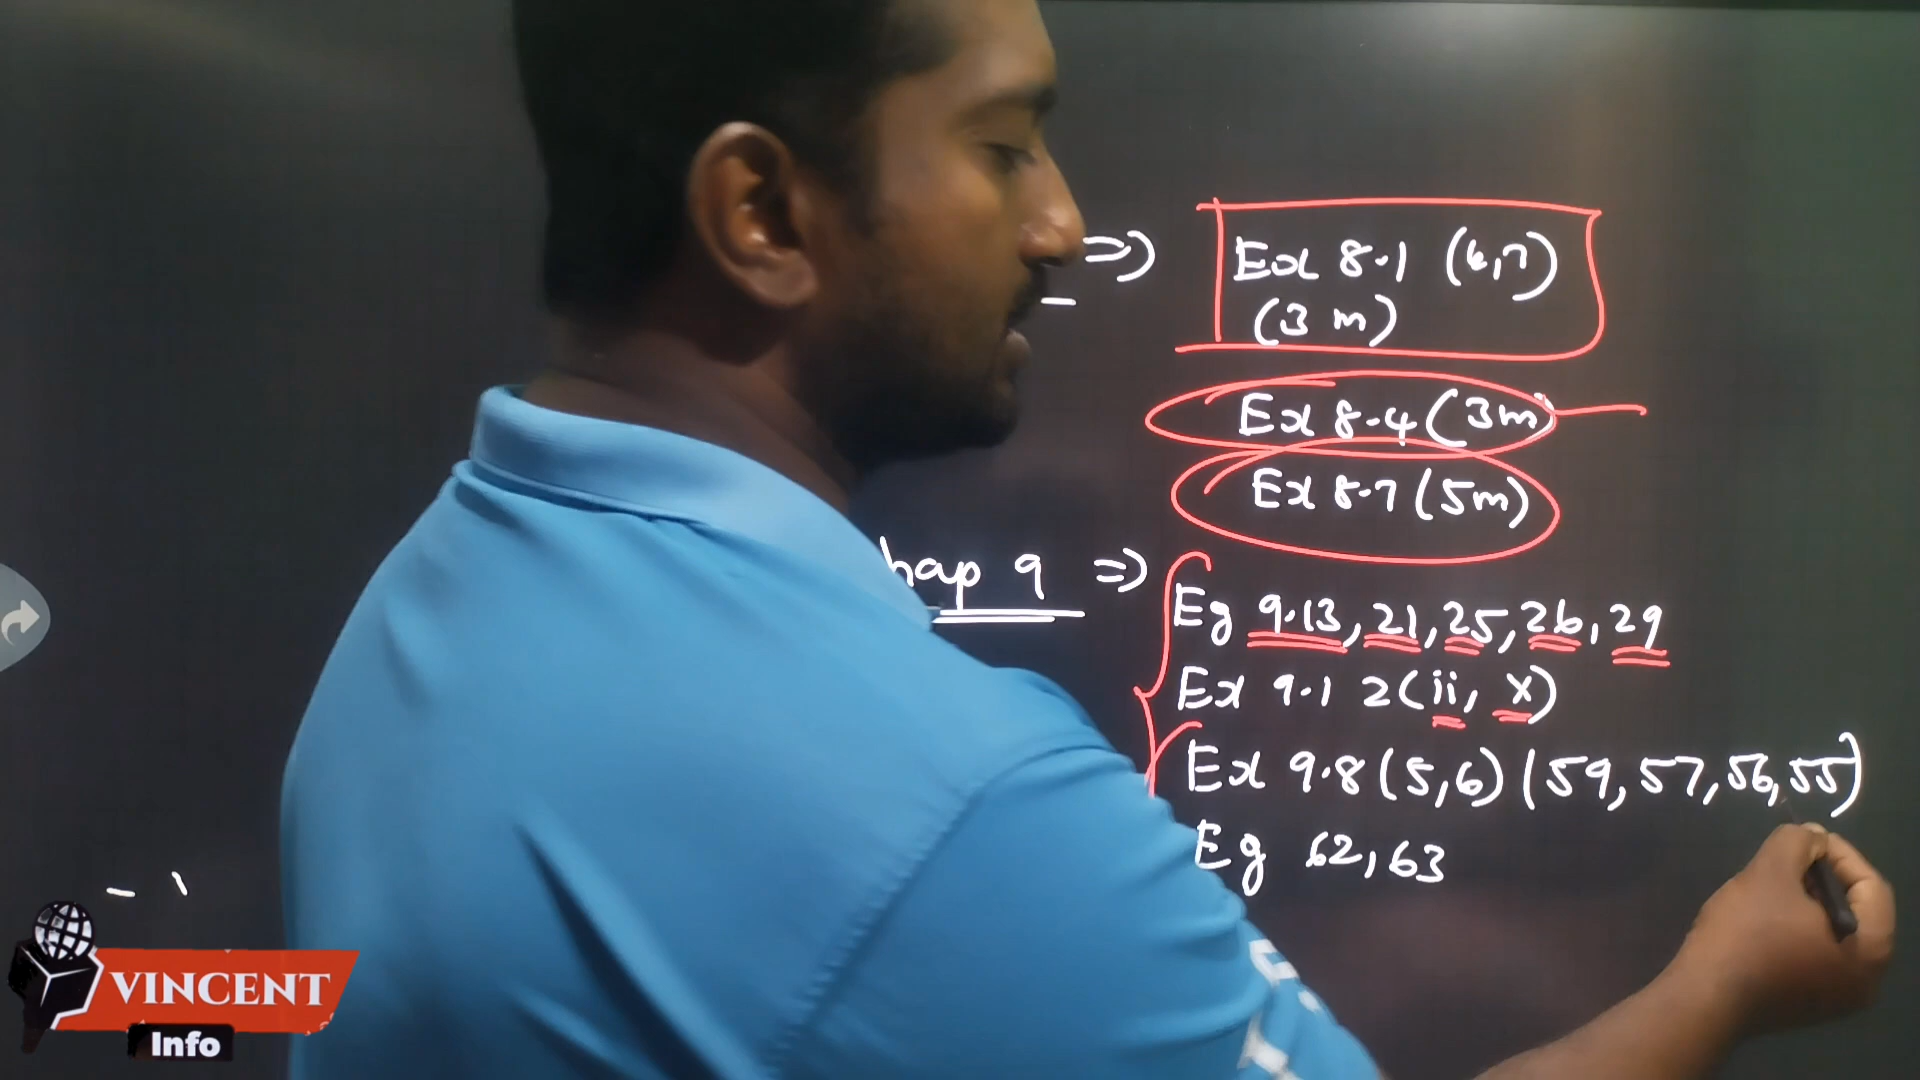 => Ex 8.1 (6,7)
(3 m)
Ex 8.4 (3m)
Ex 8.7 (5m)
hap 9 =>
Eg 9.13, 21, 25, 26, 29
Ex 9.1 2(ii, x)
Ex 9.8 (5,6) (59, 57, 56, 55)
Eg 62, 63
VINCENT
Info